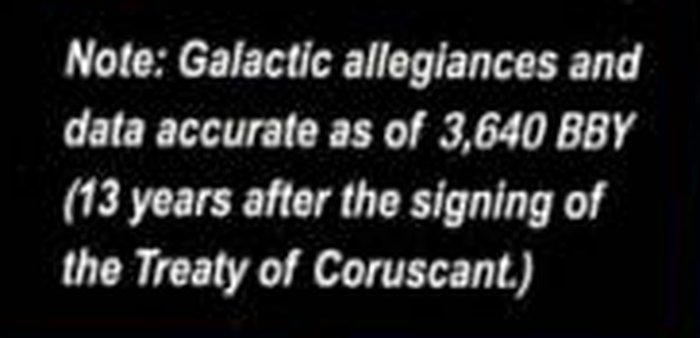 Note: Galactic allegiances and
data accurate as of 3,640 BBY
(13 years after the signing of
the Treaty of Coruscant.)